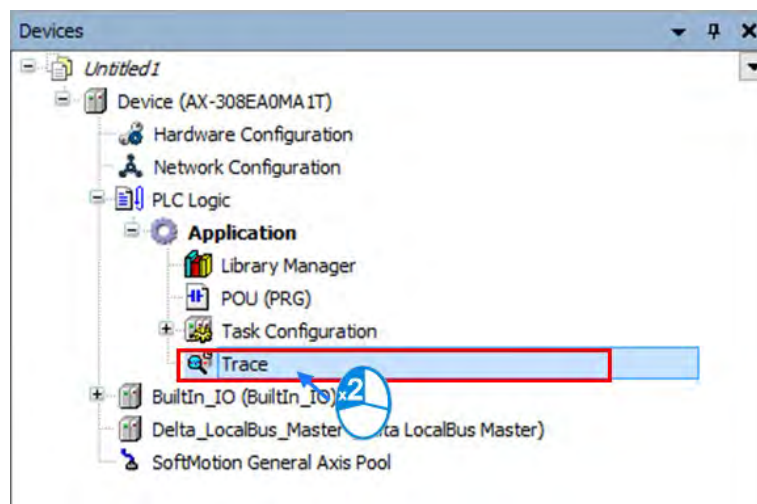 Devices
Untitled1
Device (AX-308EA0MA1T)
Hardware Configuration
Network Configuration
PLC Logic
Application
Library Manager
POU (PRG)
Task Configuration
Trace
x2
BuiltIn_IO (BuiltIn_IO)
Delta_LocalBus_Master LocalBus Master)
SoftMotion General Axis Pool